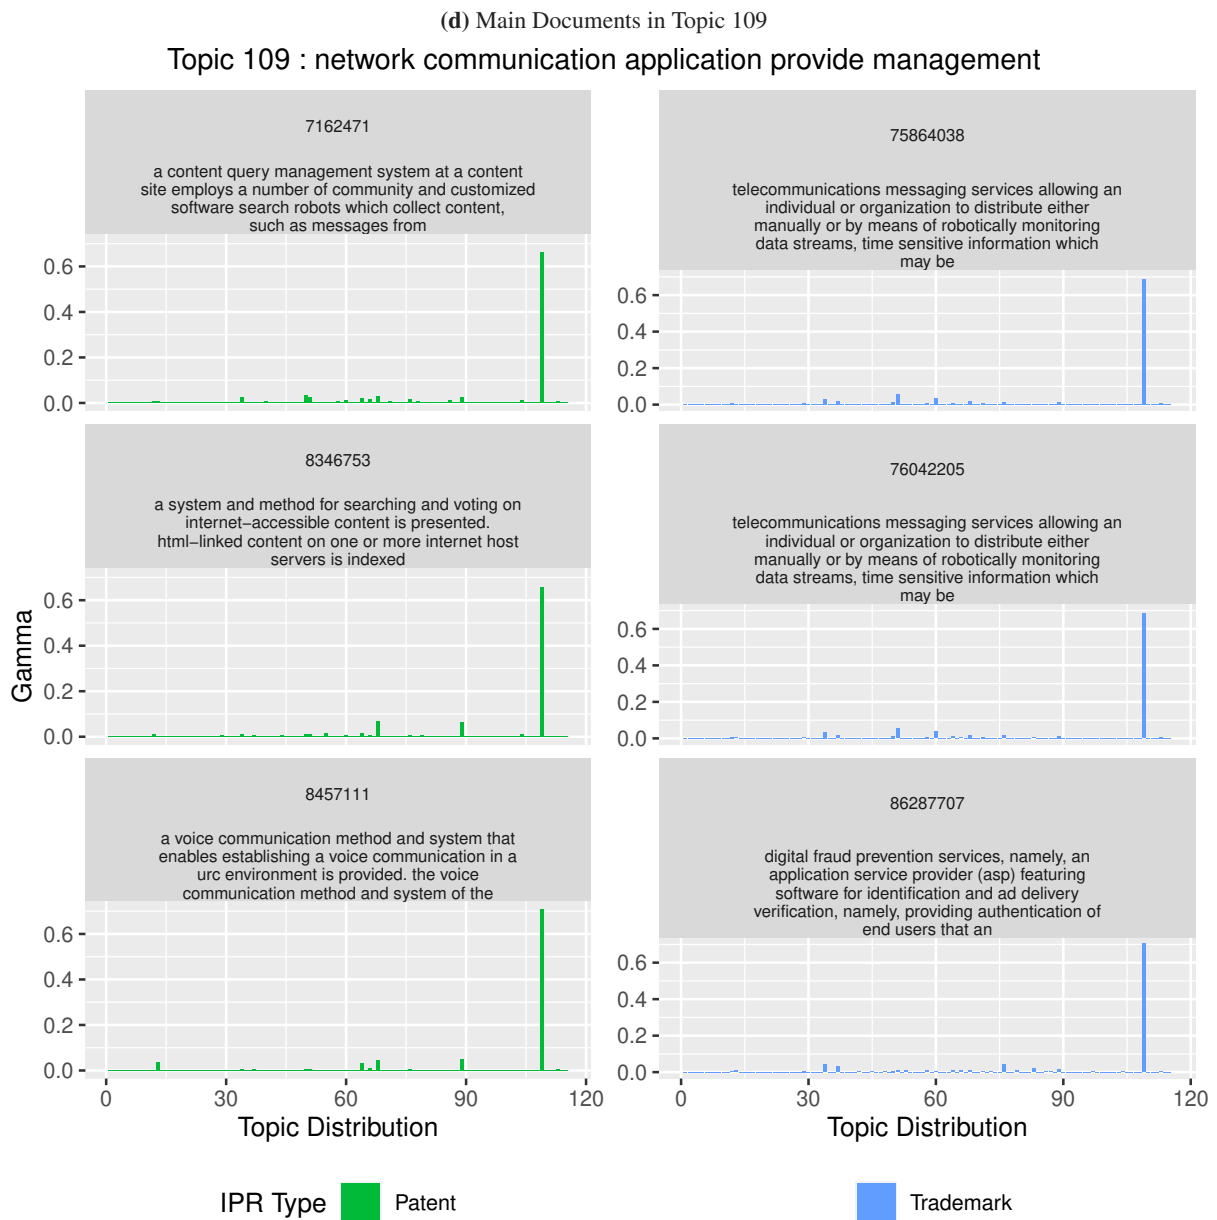 (d) Main Documents in Topic 109
Topic 109 : network communication application provide management
7162471
a content query management system at a content
site employs a number of community and customized
software search robots which collect content,
such as messages from
0.6
0.4
0.2
0.0
75864038
telecommunications messaging services allowing an
individual or organization to distribute either
manually or by means of robotically monitoring
data streams, time sensitive information which
may be
0.6
0.4
0.2
0.0
8346753
a system and method for searching and voting on
internet−accessible content is presented.
html−linked content on one or more internet host
servers is indexed
0.6
0.4
0.2
0.0
76042205
telecommunications messaging services allowing an
individual or organization to distribute either
manually or by means of robotically monitoring
data streams, time sensitive information which
may be
0.6
0.4
0.2
0.0
Gamma
8457111
a voice communication method and system that
enables establishing a voice communication in a
urc environment is provided. the voice
communication method and system of the
0.6
0.4
0.2
0.0
0 30 60 90 120
Topic Distribution
86287707
digital fraud prevention services, namely, an
application service provider (asp) featuring
software for identification and ad delivery
verification, namely, providing authentication of
end users that an
0.6
0.4
0.2
0.0
0 30 60 90 120
Topic Distribution
IPR Type Patent Trademark